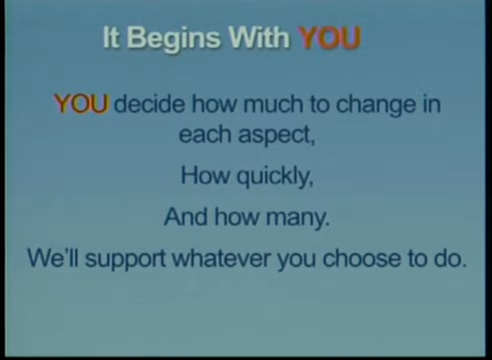 It Begins With YOU
YOU decide how much to change in
each aspect,
How quickly,
And how many.
We'll support whatever you choose to do.